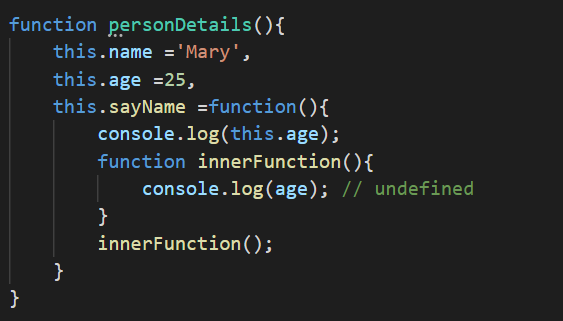 function personDetails(){
    this.name ='Mary',
    this.age =25,
    this.sayName =function(){
        console.log(this.age);
        function innerFunction(){
            console.log(age); // undefined
        }
        innerFunction();
    }
}